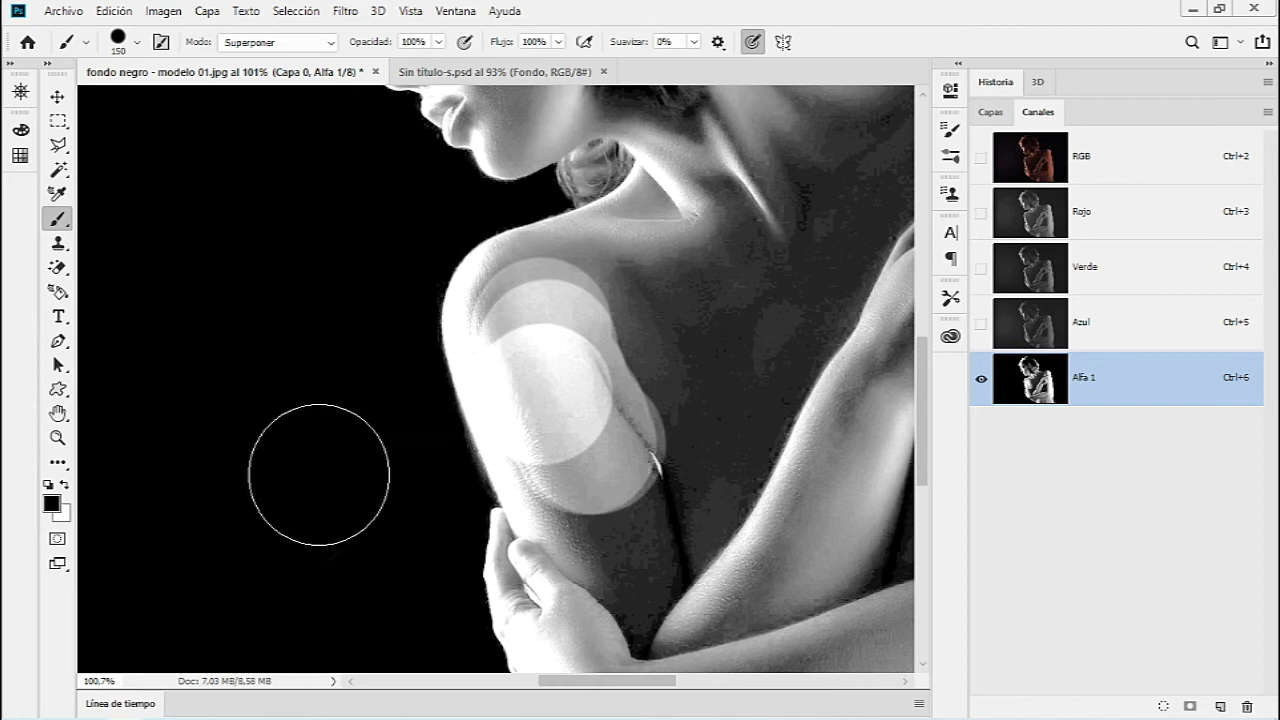 Ps Archivo Edición Imagen Capa Texto Selección Filtro 3D Vista Ventana Ayuda
150 Modo: Superponer Opacidad: 100% Flujo: 100% Suavizar: 0%
fondo negro - modelo 01.jpg al 101% (Capa 0, Alfa 1/8) * Sin título-s.psd al 93% (Fondo, RGB/8#)
Historia 3D
Capas Canales
RGB Ctrl+2
Rojo Ctrl+3
Verde Ctrl+4
Azul Ctrl+5
Alfa 1 Ctrl+6
100,7% Doc: 7,03 MB/8,58 MB
Línea de tiempo